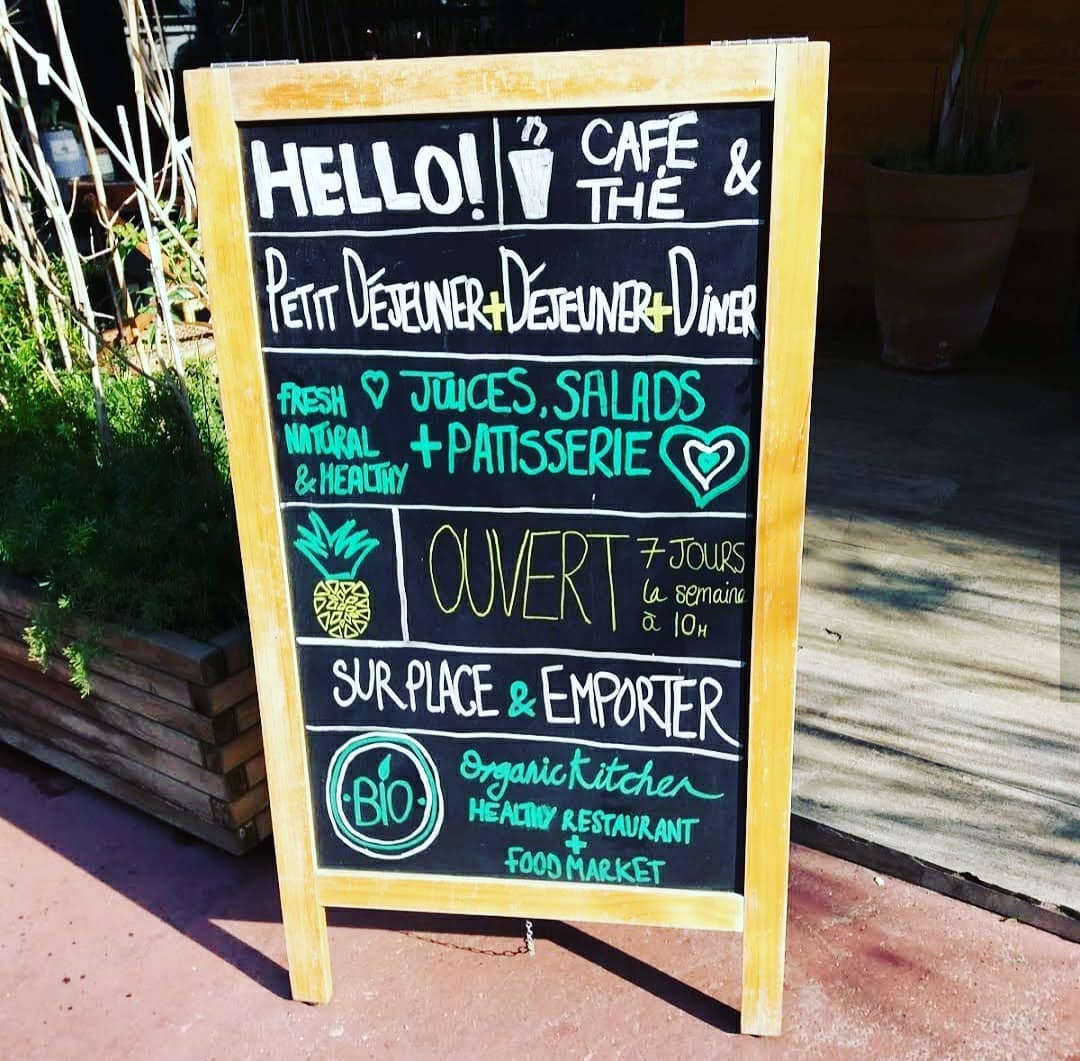 HELLO!
CAFÉ
THÉ &
PETIT DÉJEUNER+DÉJEUNER+DINER
FRESH
NATURAL
& HEALTHY
JUICES, SALADS
+PATISSERIE
OUVERT
7 JOURS
la semaine
à 10H
SUR PLACE & EMPORTER
BIO
Organic Kitchen
HEALTHY RESTAURANT
+
FOOD MARKET